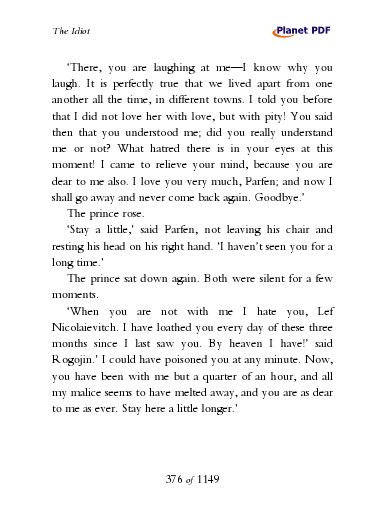 The Idiot
Planet PDF
‘There, you are laughing at me—I know why you
laugh. It is perfectly true that we lived apart from one
another all the time, in different towns. I told you before
that I did not love her with love, but with pity! You said
then that you understood me; did you really understand
me or not? What hatred there is in your eyes at this
moment! I came to relieve your mind, because you are
dear to me also. I love you very much, Parfen; and now I
shall go away and never come back again. Goodbye.’
The prince rose.
‘Stay a little,’ said Parfen, not leaving his chair and
resting his head on his right hand. ‘I haven’t seen you for a
long time.’
The prince sat down again. Both were silent for a few
moments.
‘When you are not with me I hate you, Lef
Nicolaievitch. I have loathed you every day of these three
months since I last saw you. By heaven I have!’ said
Rogojin.’ I could have poisoned you at any minute. Now,
you have been with me but a quarter of an hour, and all
my malice seems to have melted away, and you are as dear
to me as ever. Stay here a little longer.’
376 of 1149